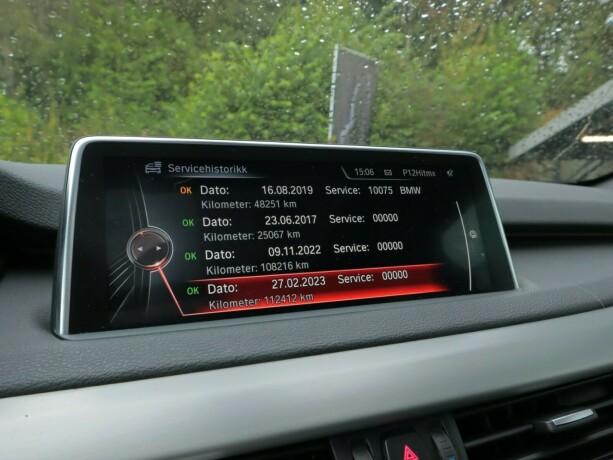 Servicehistorikk 15:06 P12Hitmx
OK Dato: 16.08.2019 Service: 10075 BMW
Kilometer: 48251 km
OK Dato: 23.06.2017 Service: 00000
Kilometer: 25067 km
OK Dato: 09.11.2022 Service: 00000
Kilometer: 108216 km
OK Dato: 27.02.2023 Service: 00000
Kilometer: 112412 km